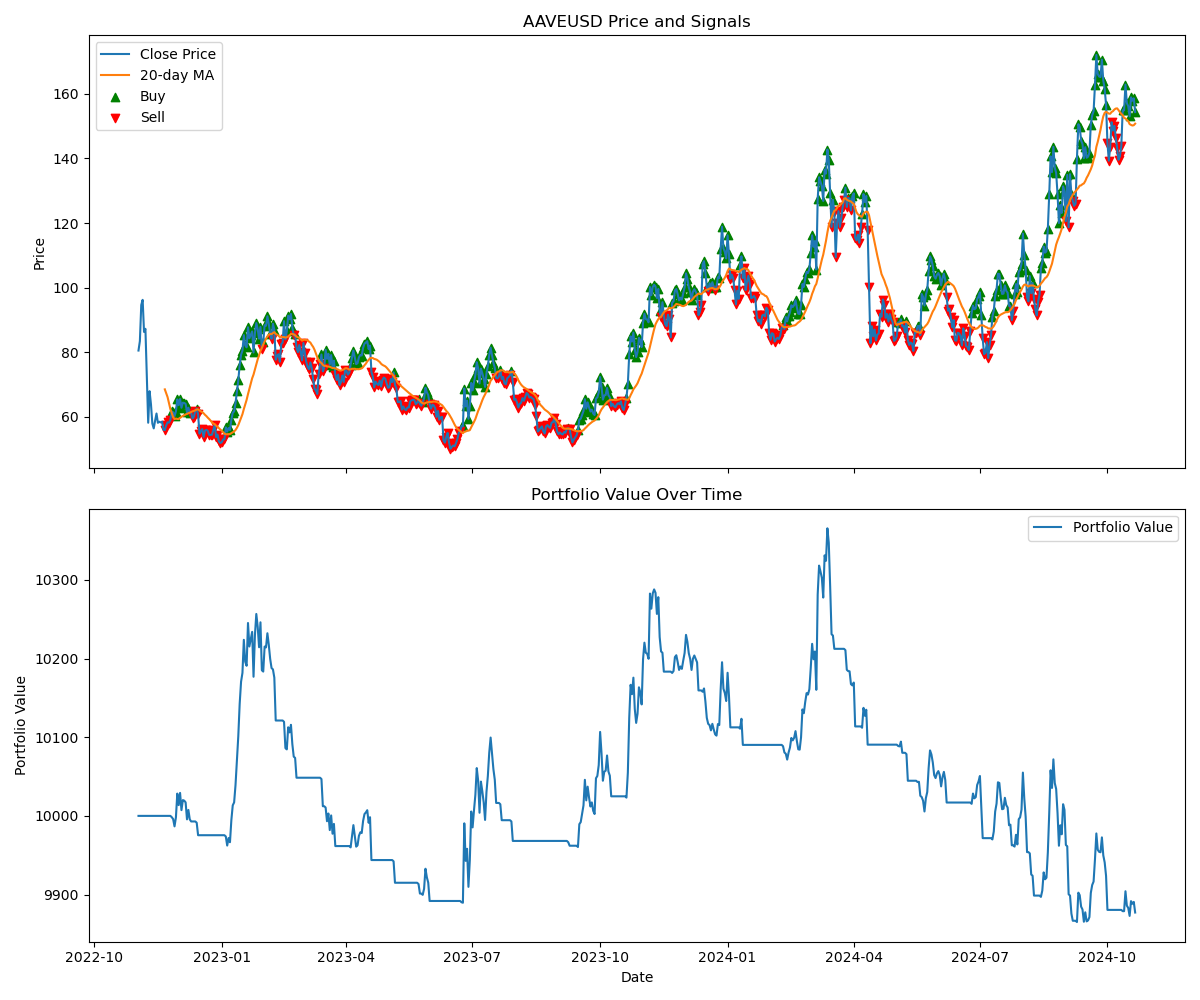 AAVEUSD Price and Signals
Close Price
20-day MA
Buy
Sell
160
140
120
100
80
60
Price
Portfolio Value Over Time
Portfolio Value
10300
10200
10100
10000
9900
Portfolio Value
2022-10 2023-01 2023-04 2023-07 2023-10 2024-01 2024-04 2024-07 2024-10
Date